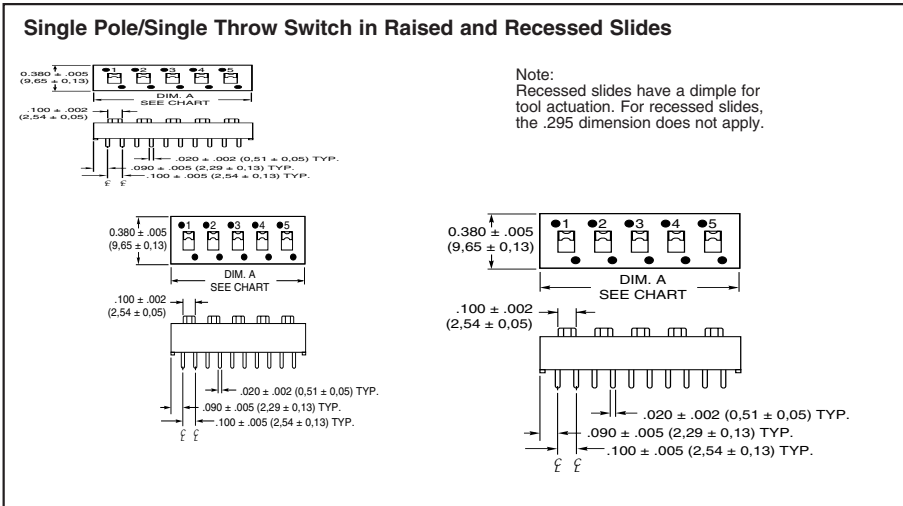 Single Pole/Single Throw Switch in Raised and Recessed Slides
Note:
Recessed slides have a dimple for
tool actuation. For recessed slides,
the .295 dimension does not apply.
0.380 ± .005
(9,65 ± 0,13)
1 2 3 4 5
DIM. A
SEE CHART
.100 ± .002
(2,54 ± 0,05)
.020 ± .002 (0,51 ± 0,05) TYP.
.090 ± .005 (2,29 ± 0,13) TYP.
.100 ± .005 (2,54 ± 0,13) TYP.
£ £
0.380 ± .005
(9,65 ± 0,13)
1 2 3 4 5
DIM. A
SEE CHART
.100 ± .002
(2,54 ± 0,05)
.020 ± .002 (0,51 ± 0,05) TYP.
.090 ± .005 (2,29 ± 0,13) TYP.
.100 ± .005 (2,54 ± 0,13) TYP.
£ £
0.380 ± .005
(9,65 ± 0,13)
1 2 3 4 5
DIM. A
SEE CHART
.100 ± .002
(2,54 ± 0,05)
.020 ± .002 (0,51 ± 0,05) TYP.
.090 ± .005 (2,29 ± 0,13) TYP.
.100 ± .005 (2,54 ± 0,13) TYP.
£ £